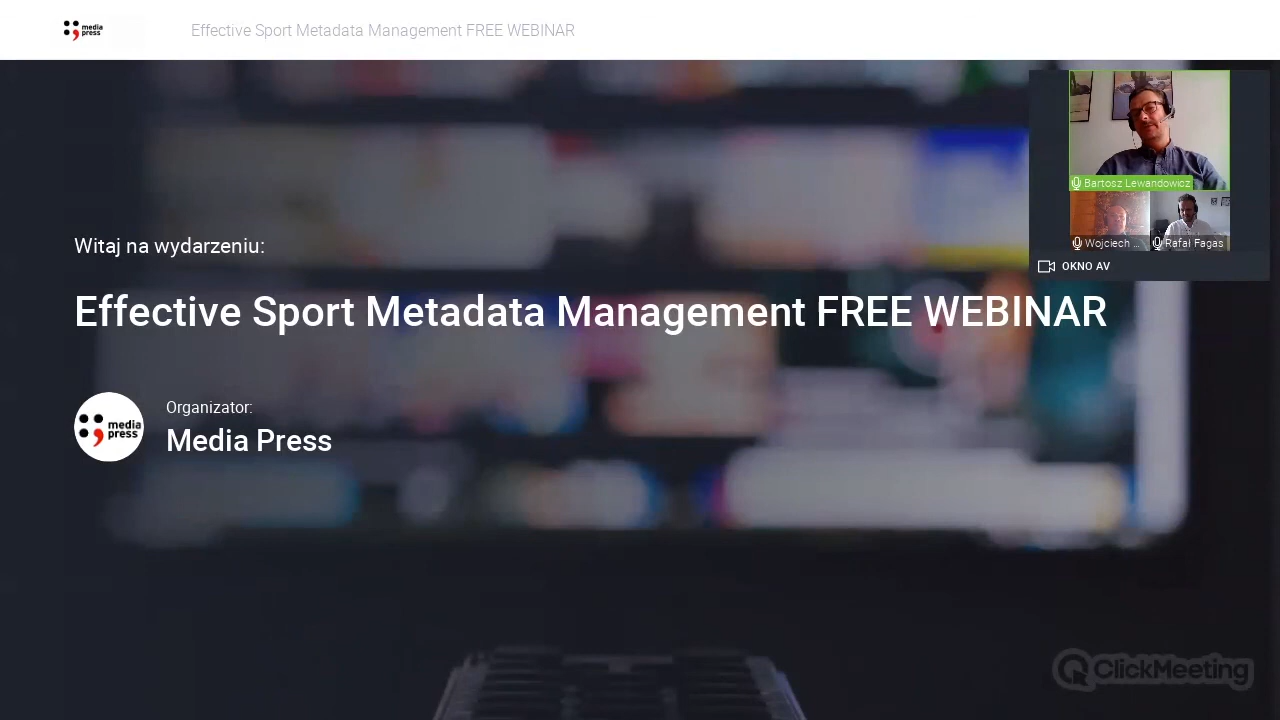 media
press
Effective Sport Metadata Management FREE WEBINAR
Bartosz Lewandowicz
Wojciech ...
Rafał Fagas
OKNO AV
Witaj na wydarzeniu:
Effective Sport Metadata Management FREE WEBINAR
media
press
Organizator:
Media Press
ClickMeeting